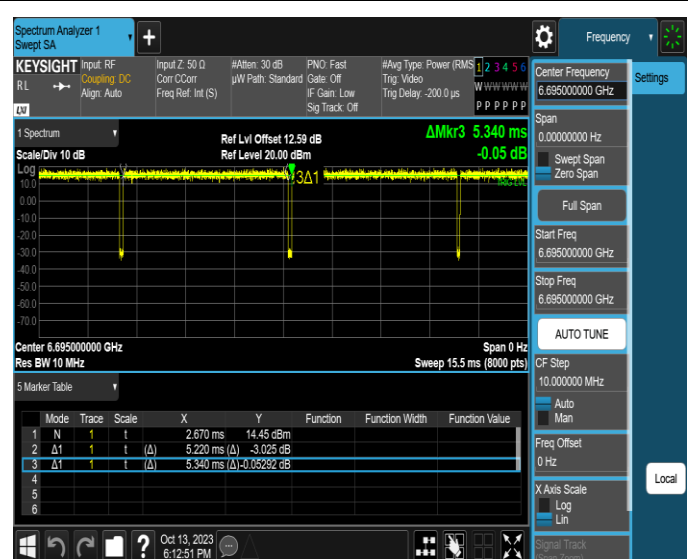 Spectrum Analyzer 1
Swept SA
Frequency
KEYSIGHT
Input: RF
Input Z: 50 Ω
#Atten: 30 dB
PNO: Fast
#Avg Type: Power (RMS
1 2 3 4 5 6
R L
Coupling: DC
Corr CCorr
µW Path: Standard
Gate: Off
Trig: Video
W W W W W W
Align: Auto
Freq Ref: Int (S)
IF Gain: Low
Trig Delay: -200.0 µs
Sig Track: Off
P P P P P P
LXI
1 Spectrum
Ref Lvl Offset 12.59 dB
ΔMkr3 5.340 ms
Scale/Div 10 dB
Ref Level 20.00 dBm
-0.05 dB
Log
10.0
3Δ1
TRIG LVL
0.00
-10.0
-20.0
-30.0
-40.0
-50.0
-60.0
-70.0
Center 6.695000000 GHz
Span 0 Hz
Res BW 10 MHz
Sweep 15.5 ms (8000 pts)
5 Marker Table
Mode Trace Scale X Y Function Function Width Function Value
1 N 1 t 2.670 ms 14.45 dBm
2 Δ1 1 t (Δ) 5.220 ms (Δ) -3.025 dB
3 Δ1 1 t (Δ) 5.340 ms (Δ)-0.05292 dB
4
5
6
Oct 13, 2023
6:12:51 PM
Center Frequency
6.695000000 GHz
Settings
Span
0.00000000 Hz
Swept Span
Zero Span
Full Span
Start Freq
6.695000000 GHz
Stop Freq
6.695000000 GHz
AUTO TUNE
CF Step
10.000000 MHz
Auto
Man
Freq Offset
0 Hz
Local
X Axis Scale
Log
Lin
Signal Track
(Span Zoom)